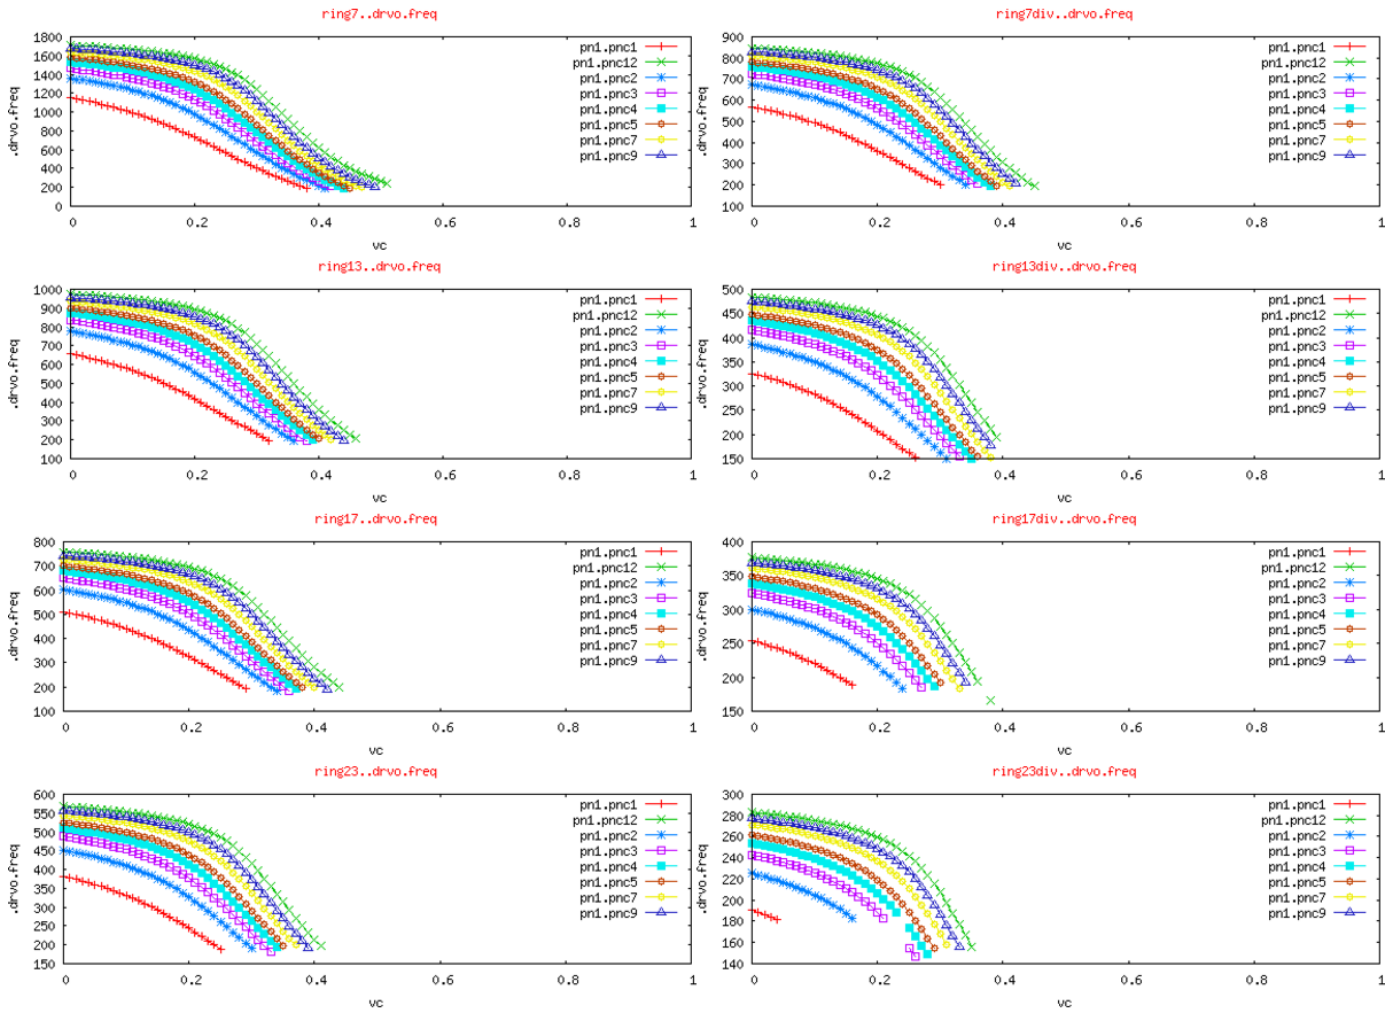 ring7..drvo.freq
.drvo.freq
1800
1600
1400
1200
1000
800
600
400
200
0
0 0.2 0.4 0.6 0.8 1
vc
pn1.pnc1
pn1.pnc12
pn1.pnc2
pn1.pnc3
pn1.pnc4
pn1.pnc5
pn1.pnc7
pn1.pnc9
ring7div..drvo.freq
.drvo.freq
900
800
700
600
500
400
300
200
100
0 0.2 0.4 0.6 0.8 1
vc
pn1.pnc1
pn1.pnc12
pn1.pnc2
pn1.pnc3
pn1.pnc4
pn1.pnc5
pn1.pnc7
pn1.pnc9
ring13..drvo.freq
.drvo.freq
1000
900
800
700
600
500
400
300
200
100
0 0.2 0.4 0.6 0.8 1
vc
pn1.pnc1
pn1.pnc12
pn1.pnc2
pn1.pnc3
pn1.pnc4
pn1.pnc5
pn1.pnc7
pn1.pnc9
ring13div..drvo.freq
.drvo.freq
500
450
400
350
300
250
200
150
0 0.2 0.4 0.6 0.8 1
vc
pn1.pnc1
pn1.pnc12
pn1.pnc2
pn1.pnc3
pn1.pnc4
pn1.pnc5
pn1.pnc7
pn1.pnc9
ring17..drvo.freq
.drvo.freq
800
700
600
500
400
300
200
100
0 0.2 0.4 0.6 0.8 1
vc
pn1.pnc1
pn1.pnc12
pn1.pnc2
pn1.pnc3
pn1.pnc4
pn1.pnc5
pn1.pnc7
pn1.pnc9
ring17div..drvo.freq
.drvo.freq
400
350
300
250
200
150
0 0.2 0.4 0.6 0.8 1
vc
pn1.pnc1
pn1.pnc12
pn1.pnc2
pn1.pnc3
pn1.pnc4
pn1.pnc5
pn1.pnc7
pn1.pnc9
ring23..drvo.freq
.drvo.freq
600
550
500
450
400
350
300
250
200
150
0 0.2 0.4 0.6 0.8 1
vc
pn1.pnc1
pn1.pnc12
pn1.pnc2
pn1.pnc3
pn1.pnc4
pn1.pnc5
pn1.pnc7
pn1.pnc9
ring23div..drvo.freq
.drvo.freq
300
280
260
240
220
200
180
160
140
0 0.2 0.4 0.6 0.8 1
vc
pn1.pnc1
pn1.pnc12
pn1.pnc2
pn1.pnc3
pn1.pnc4
pn1.pnc5
pn1.pnc7
pn1.pnc9